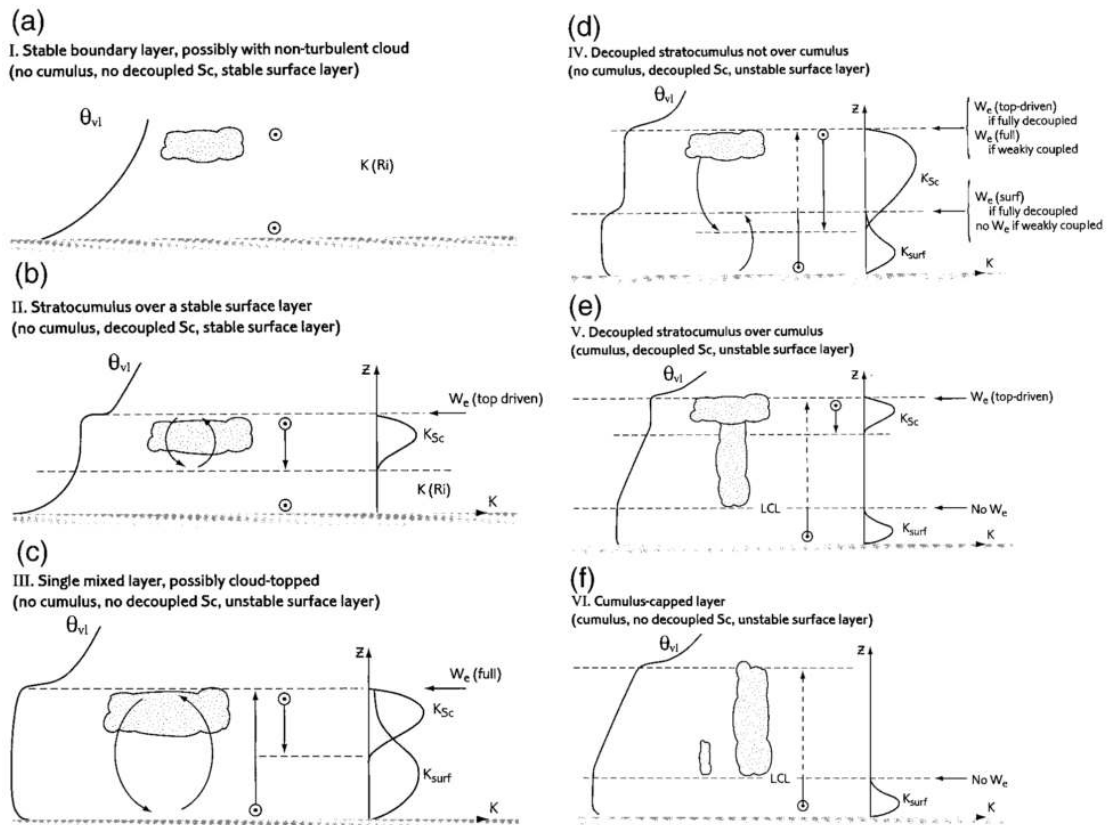 (a)
I. Stable boundary layer, possibly with non-turbulent cloud
(no cumulus, no decoupled Sc, stable surface layer)
θvl
K (Ri)
(b)
II. Stratocumulus over a stable surface layer
(no cumulus, decoupled Sc, stable surface layer)
θvl
z
We (top driven)
KSc
K (Ri)
K
(c)
III. Single mixed layer, possibly cloud-topped
(no cumulus, no decoupled Sc, unstable surface layer)
θvl
z
We (full)
KSc
Ksurf
K
(d)
IV. Decoupled stratocumulus not over cumulus
(no cumulus, decoupled Sc, unstable surface layer)
θvl
z
We (top-driven)
if fully decoupled
We (full)
if weakly coupled
KSc
We (surf)
if fully decoupled
no We if weakly coupled
Ksurf
K
(e)
V. Decoupled stratocumulus over cumulus
(cumulus, decoupled Sc, unstable surface layer)
θvl
z
We (top-driven)
KSc
LCL
No We
Ksurf
K
(f)
VI. Cumulus-capped layer
(cumulus, no decoupled Sc, unstable surface layer)
θvl
z
LCL
No We
Ksurf
K